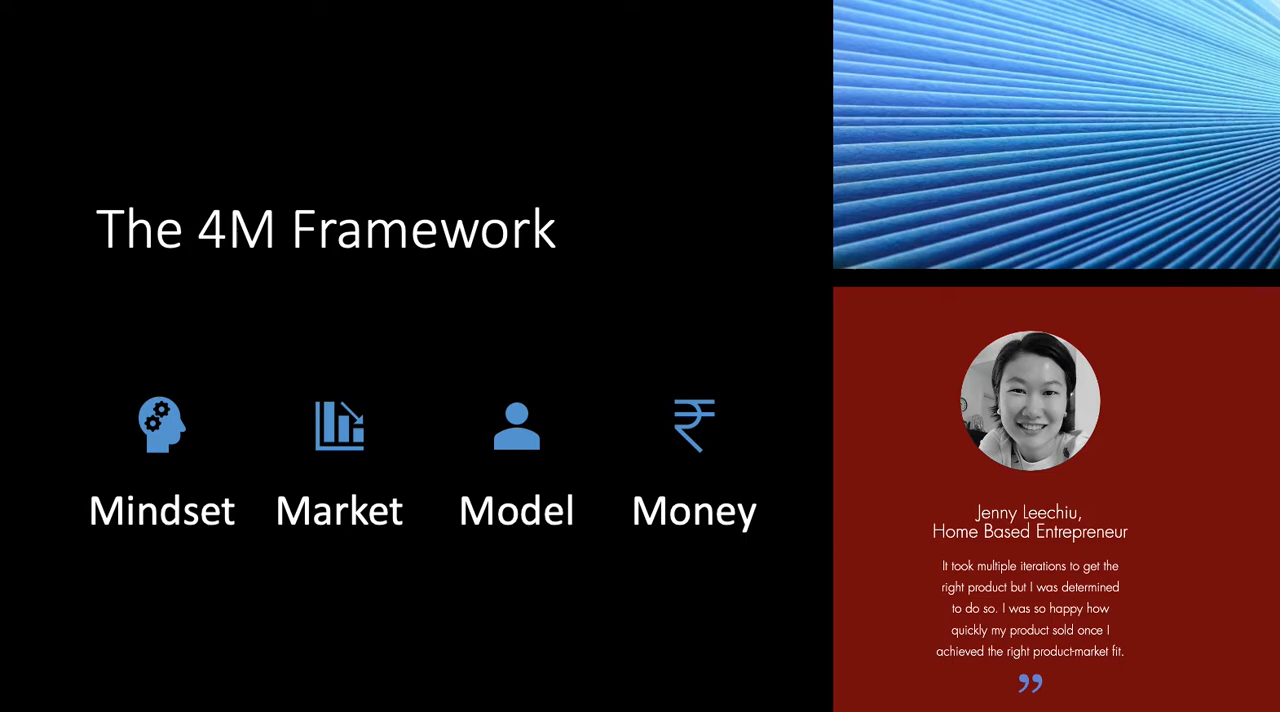 The 4M Framework
Mindset
Market
Model
Money
Jenny Leechiu,
Home Based Entrepreneur
It took multiple iterations to get the
right product but I was determined
to do so. I was so happy how
quickly my product sold once I
achieved the right product-market fit.
”